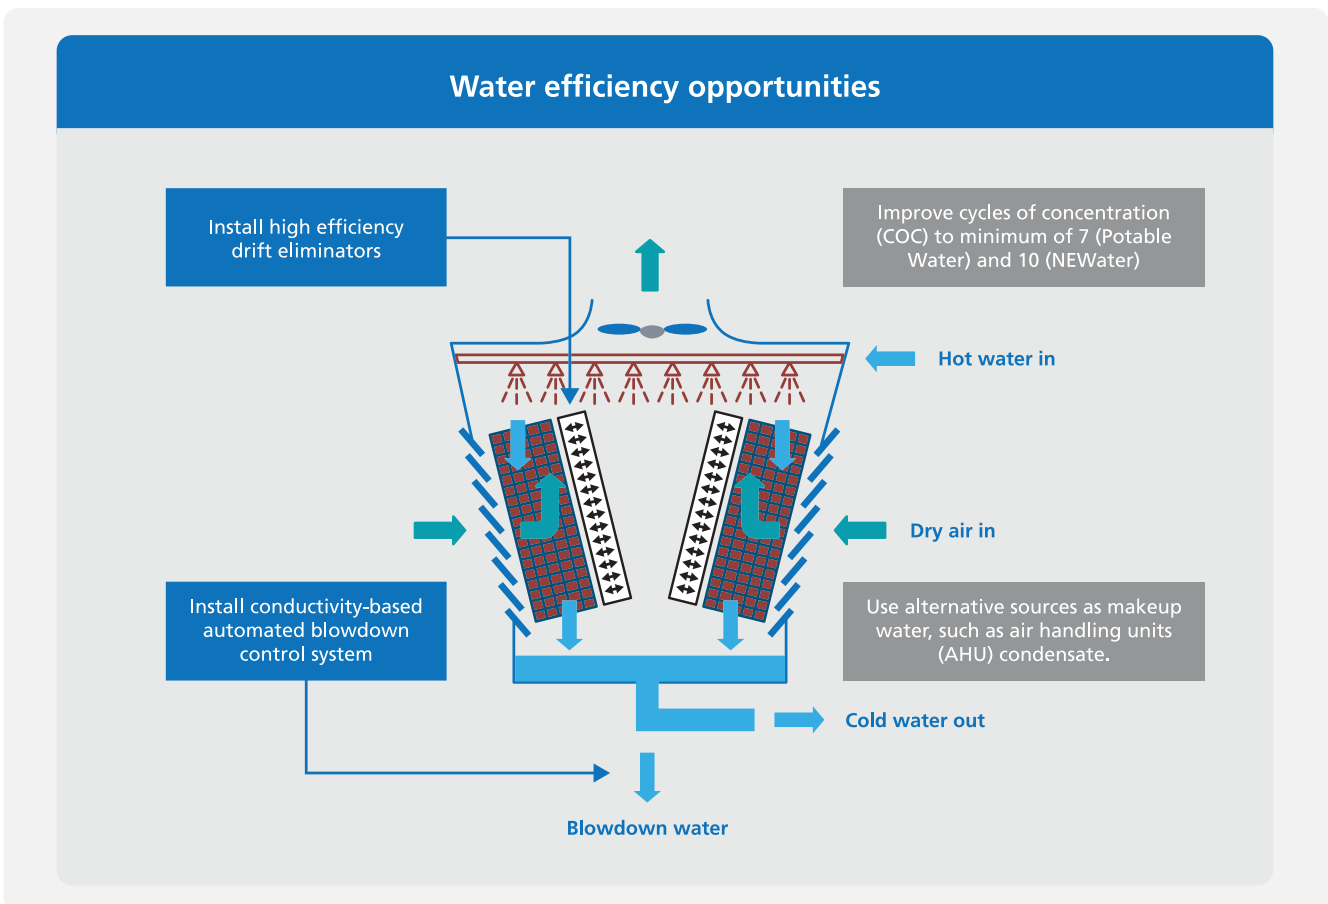 Water efficiency opportunities
Install high efficiency
drift eliminators
Improve cycles of concentration
(COC) to minimum of 7 (Potable
Water) and 10 (NEWater)
Hot water in
Dry air in
Install conductivity-based
automated blowdown
control system
Use alternative sources as makeup
water, such as air handling units
(AHU) condensate.
Cold water out
Blowdown water